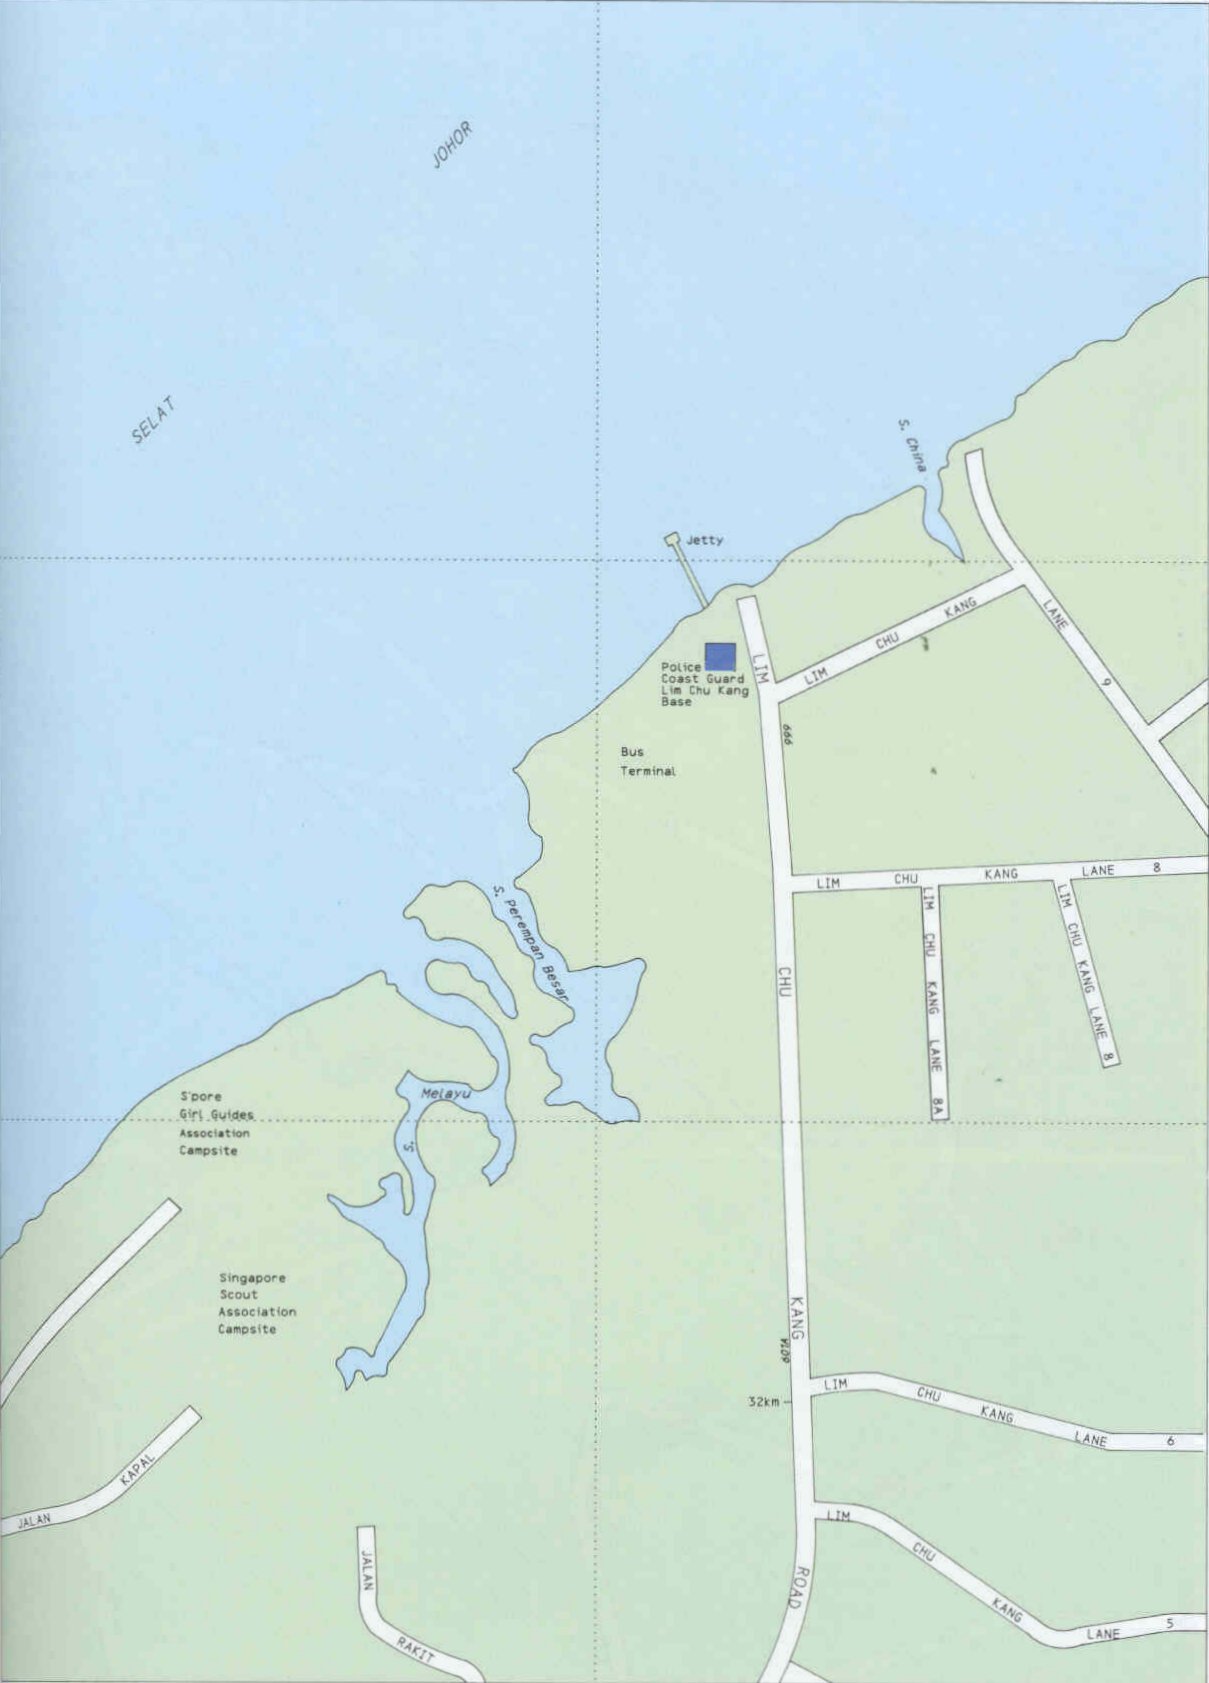 JOHOR
SELAT
S. China
Jetty
LIM CHU KANG LANE 9
Police
Coast Guard
Lim Chu Kang
Base
LIM CHU KANG ROAD
999
Bus
Terminal
LIM CHU KANG LANE 8
LIM CHU KANG LANE 8A
LIM CHU KANG LANE 8
S. Perempan Besar
S. Melayu
S'pore
Girl Guides
Association
Campsite
Singapore
Scout
Association
Campsite
601A
32km
LIM CHU KANG LANE 6
LIM CHU KANG LANE 5
JALAN KAPAL
JALAN RAKIT